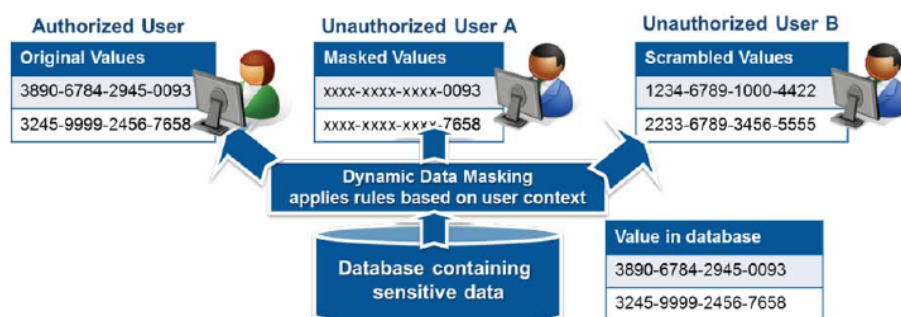 Authorized User
Original Values
3890-6784-2945-0093
3245-9999-2456-7658
Unauthorized User A
Masked Values
xxxx-xxxx-xxxx-0093
xxxx-xxxx-xxxx-7658
Unauthorized User B
Scrambled Values
1234-6789-1000-4422
2233-6789-3456-5555
Dynamic Data Masking
applies rules based on user context
Database containing
sensitive data
Value in database
3890-6784-2945-0093
3245-9999-2456-7658